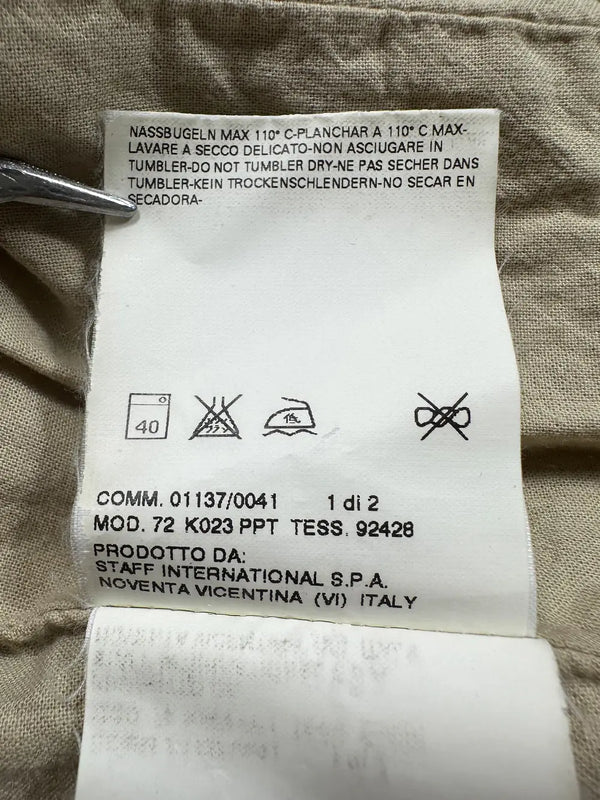 NASSBUGELN MAX 110° C-PLANCHAR A 110° C MAX-
LAVARE A SECCO DELICATO-NON ASCIUGARE IN
TUMBLER-DO NOT TUMBLER DRY-NE PAS SECHER DANS
TUMBLER-KEIN TROCKENSCHLENDERN-NO SECAR EN
SECADORA-
40
低
COMM. 01137/0041 1 di 2
MOD. 72 K023 PPT TESS. 92428
PRODOTTO DA:
STAFF INTERNATIONAL S.P.A.
NOVENTA VICENTINA (VI) ITALY